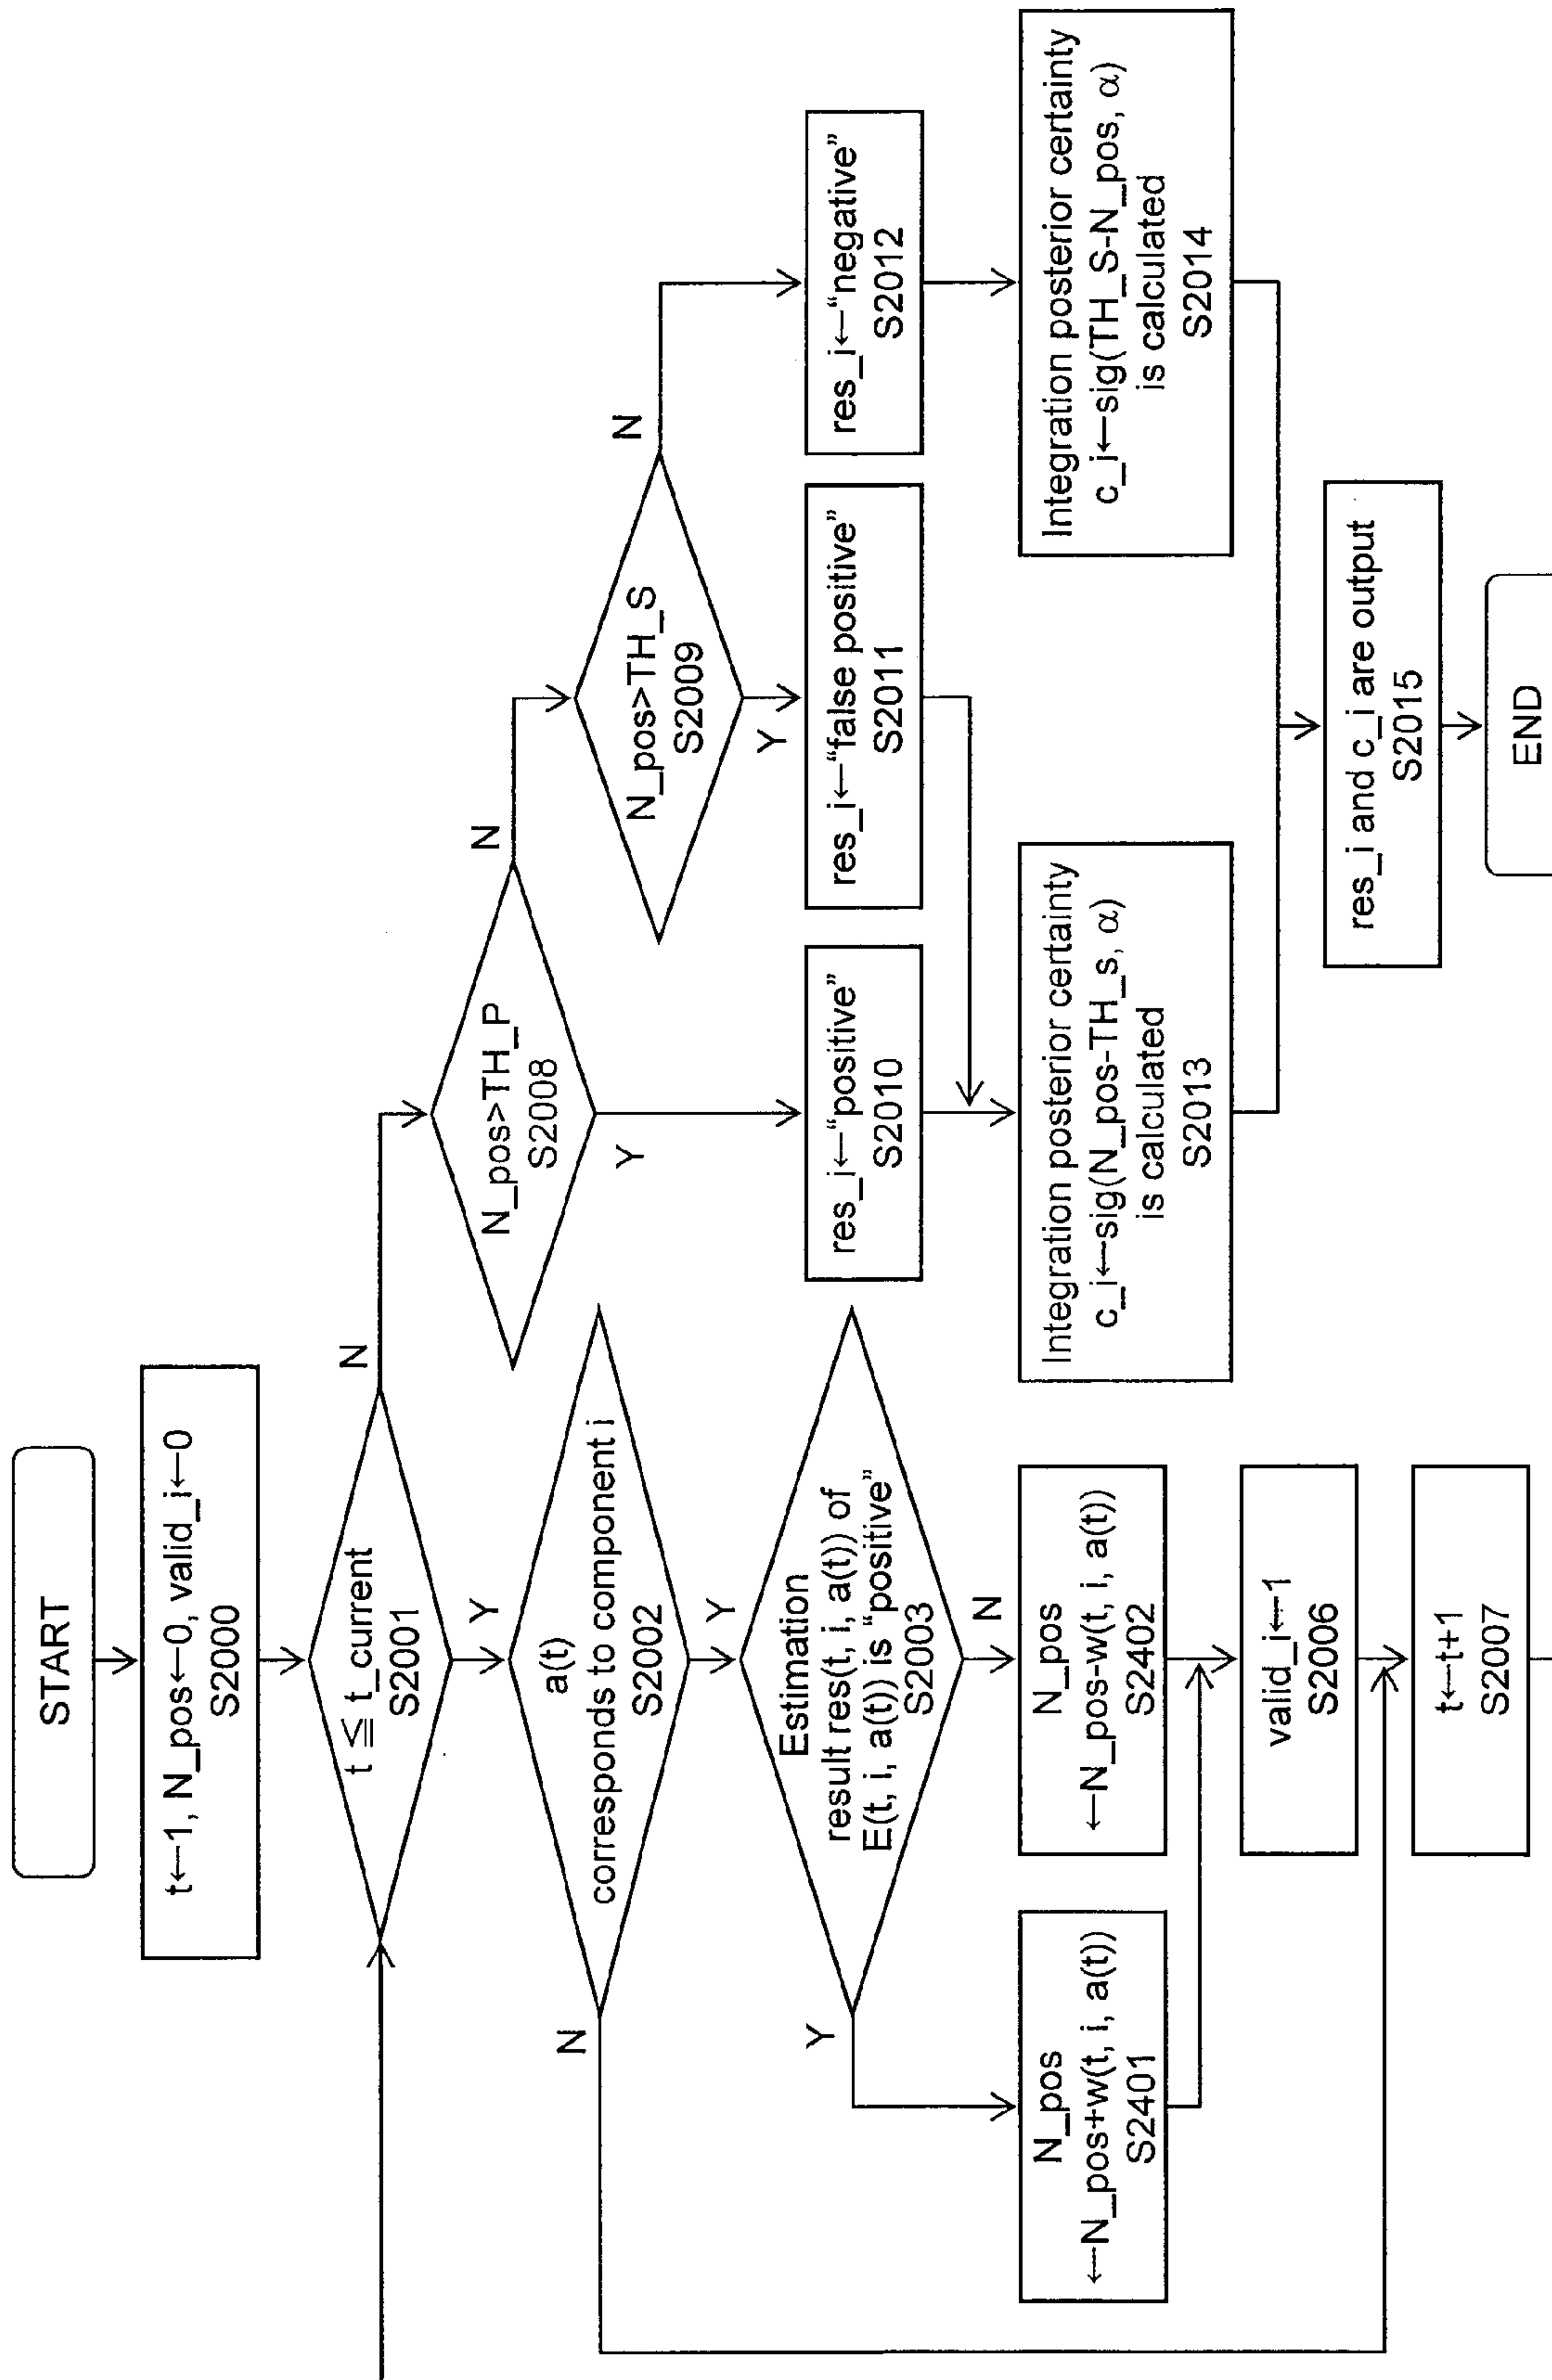 START
t←1, N_pos←0, valid_i←0
S2000
t ≦ t_current
S2001
N
Y
a(t)
corresponds to component i
S2002
N
Y
Estimation
result res(t, i, a(t)) of
E(t, i, a(t)) is “positive”
S2003
Y
N
N_pos
←N_pos+w(t, i, a(t))
S2401
N_pos
←N_pos-w(t, i, a(t))
S2402
valid_i←1
S2006
t←t+1
S2007
N_pos>TH_P
S2008
N
Y
N_pos>TH_S
S2009
N
Y
res_i←“positive”
S2010
res_i←“false positive”
S2011
res_i←“negative”
S2012
Integration posterior certainty
c_i←sig(N_pos-TH_s, α)
is calculated
S2013
Integration posterior certainty
c_i←sig(TH_S-N_pos, α)
is calculated
S2014
res_i and c_i are output
S2015
END